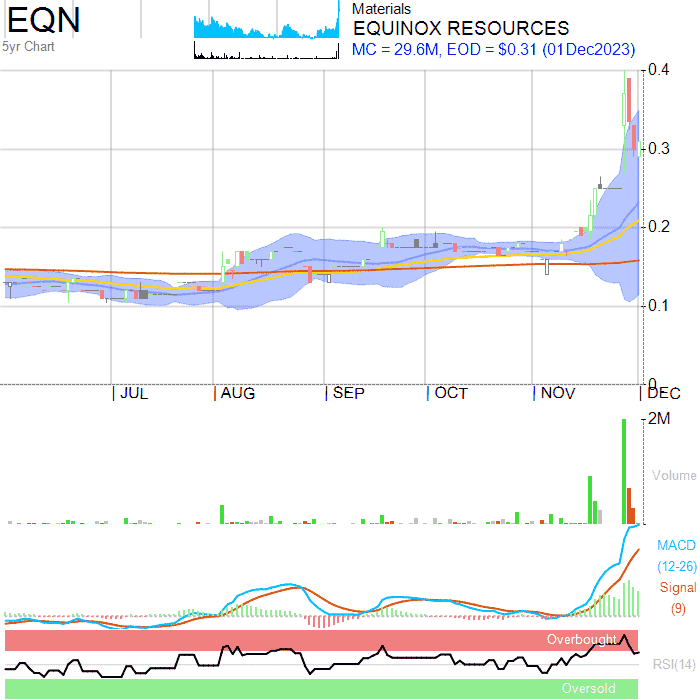 EQN
5yr Chart
Materials
EQUINOX RESOURCES
MC = 29.6M, EOD = $0.31 (01Dec2023)
0.4
0.3
0.2
0.1
0
JUL AUG SEP OCT NOV DEC
2M
Volume
MACD
(12-26)
Signal
(9)
Overbought
RSI(14)
Oversold